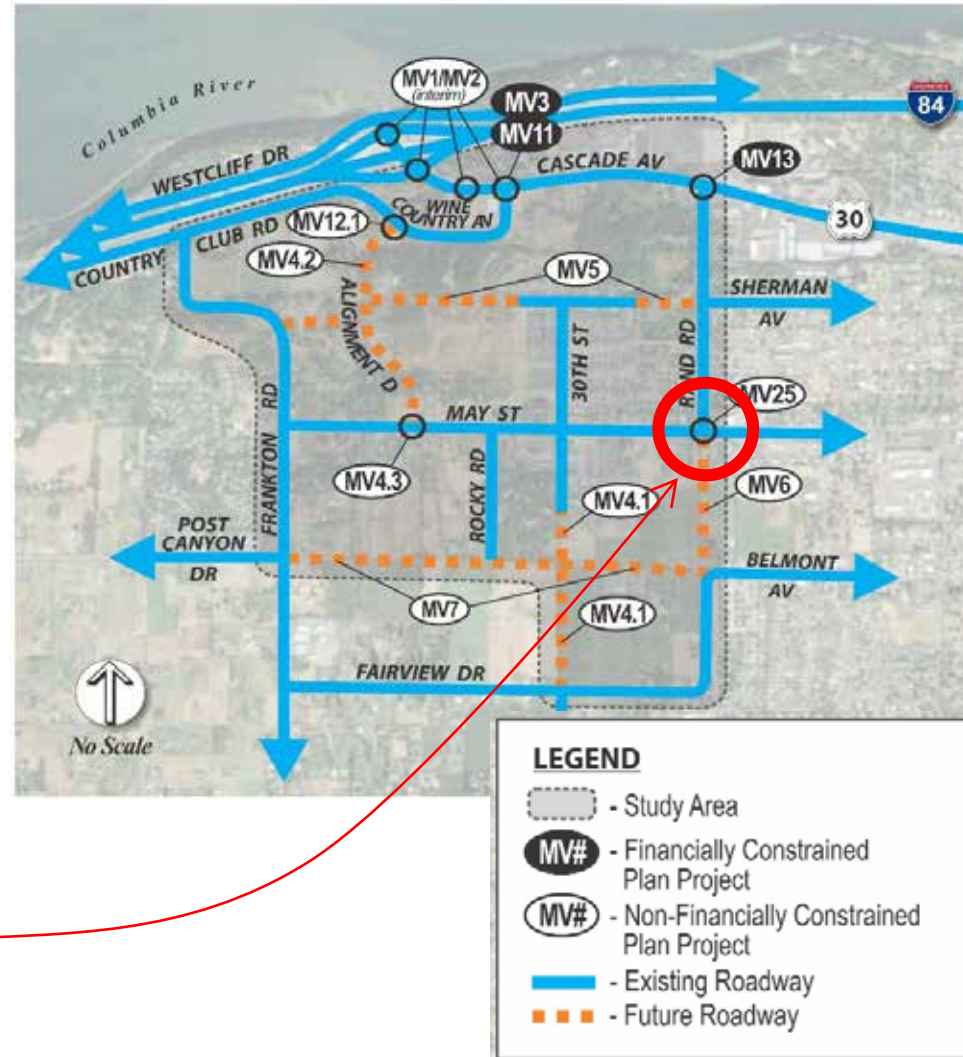 Columbia River
MV1/MV2
(interim)
MV3
MV11
INTERSTATE
84
WESTCLIFF DR
CASCADE AV
MV13
WINE
COUNTRY AV
30
MV12.1
COUNTRY CLUB RD
MV4.2
MV5
SHERMAN
AV
ALIGNMENT D
30TH ST
RAND RD
MAY ST
MV25
FRANKTON RD
MV4.3
ROCKY RD
MV4.1
MV6
POST
CANYON
DR
BELMONT
AV
MV7
MV4.1
FAIRVIEW DR
No Scale
LEGEND
- Study Area
MV# - Financially Constrained
Plan Project
MV# - Non-Financially Constrained
Plan Project
- Existing Roadway
- Future Roadway